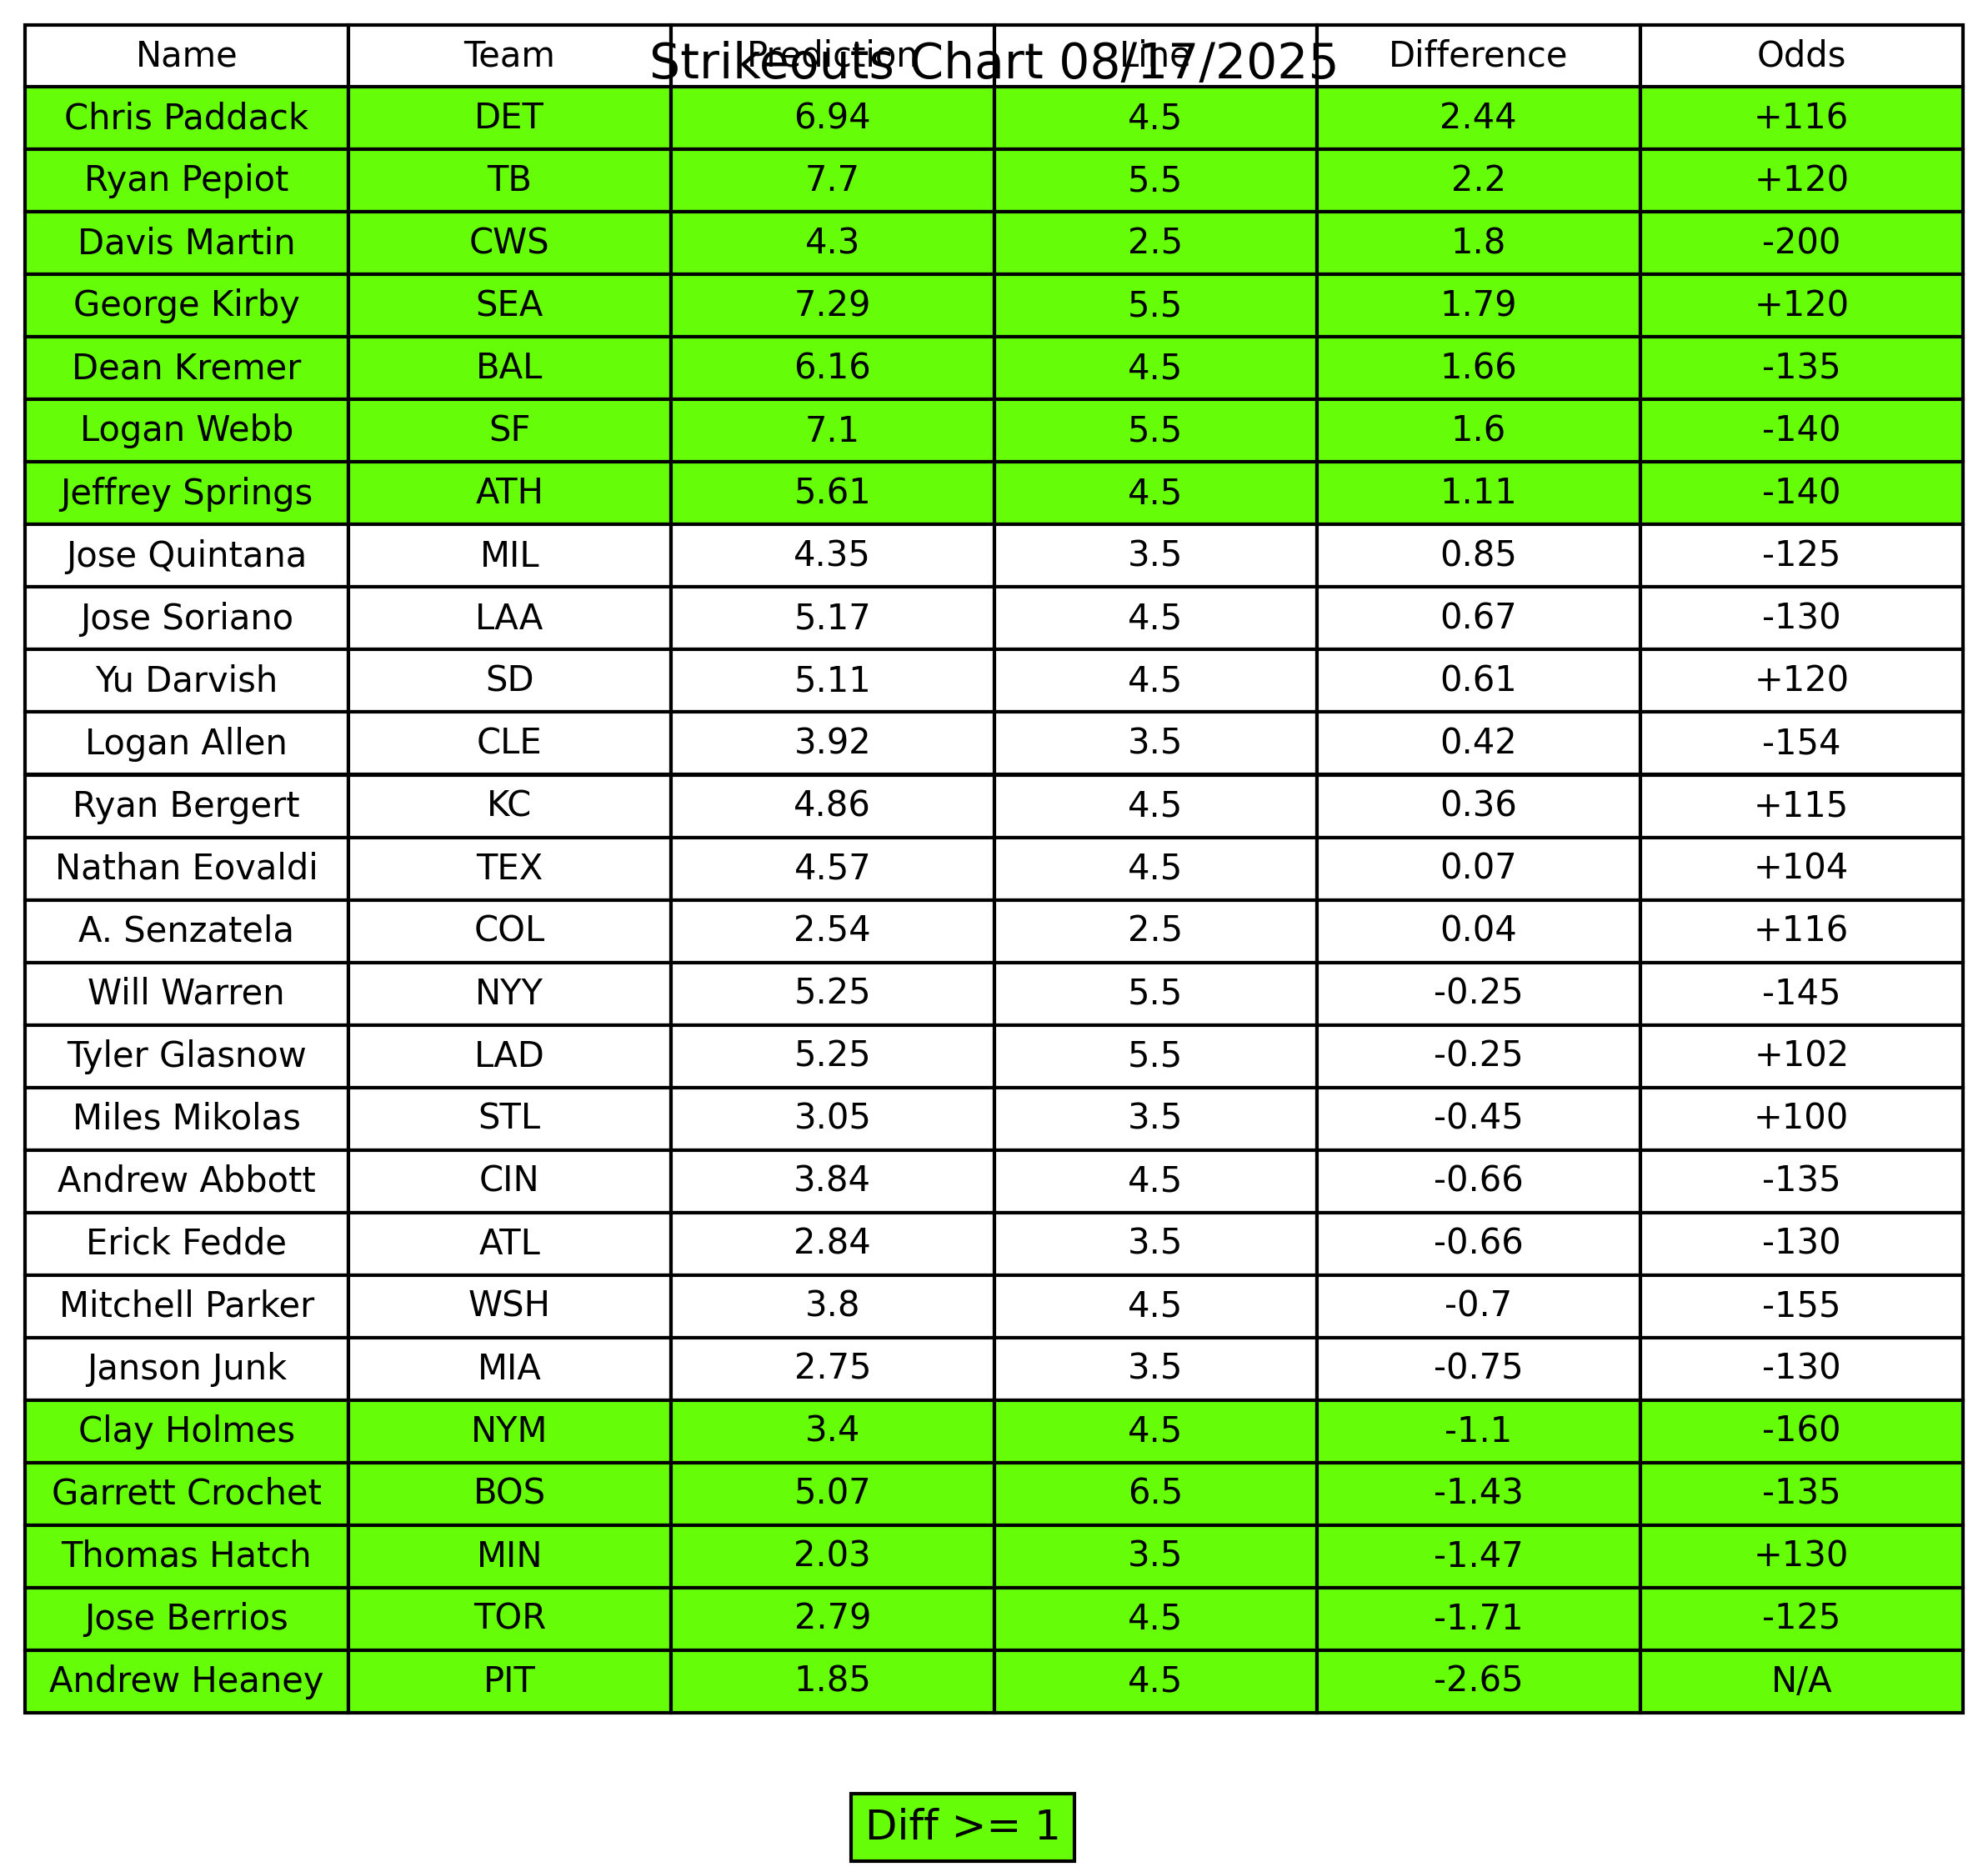 Strikeouts Chart 08/17/2025
Name Team Prediction Line Difference Odds
Chris Paddack DET 6.94 4.5 2.44 +116
Ryan Pepiot TB 7.7 5.5 2.2 +120
Davis Martin CWS 4.3 2.5 1.8 -200
George Kirby SEA 7.29 5.5 1.79 +120
Dean Kremer BAL 6.16 4.5 1.66 -135
Logan Webb SF 7.1 5.5 1.6 -140
Jeffrey Springs ATH 5.61 4.5 1.11 -140
Jose Quintana MIL 4.35 3.5 0.85 -125
Jose Soriano LAA 5.17 4.5 0.67 -130
Yu Darvish SD 5.11 4.5 0.61 +120
Logan Allen CLE 3.92 3.5 0.42 -154
Ryan Bergert KC 4.86 4.5 0.36 +115
Nathan Eovaldi TEX 4.57 4.5 0.07 +104
A. Senzatela COL 2.54 2.5 0.04 +116
Will Warren NYY 5.25 5.5 -0.25 -145
Tyler Glasnow LAD 5.25 5.5 -0.25 +102
Miles Mikolas STL 3.05 3.5 -0.45 +100
Andrew Abbott CIN 3.84 4.5 -0.66 -135
Erick Fedde ATL 2.84 3.5 -0.66 -130
Mitchell Parker WSH 3.8 4.5 -0.7 -155
Janson Junk MIA 2.75 3.5 -0.75 -130
Clay Holmes NYM 3.4 4.5 -1.1 -160
Garrett Crochet BOS 5.07 6.5 -1.43 -135
Thomas Hatch MIN 2.03 3.5 -1.47 +130
Jose Berrios TOR 2.79 4.5 -1.71 -125
Andrew Heaney PIT 1.85 4.5 -2.65 N/A
Diff >= 1